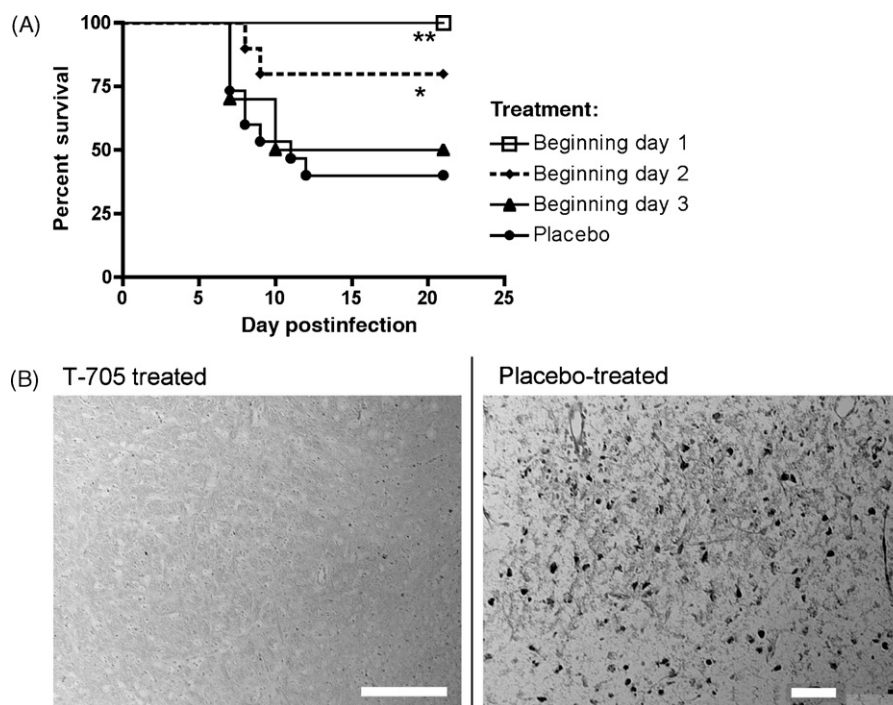 (A)
100
75
50
25
0
Percent survival
**
*
0 5 10 15 20 25
Day postinfection
Treatment:
Beginning day 1
Beginning day 2
Beginning day 3
Placebo
(B) T-705 treated
Placebo-treated